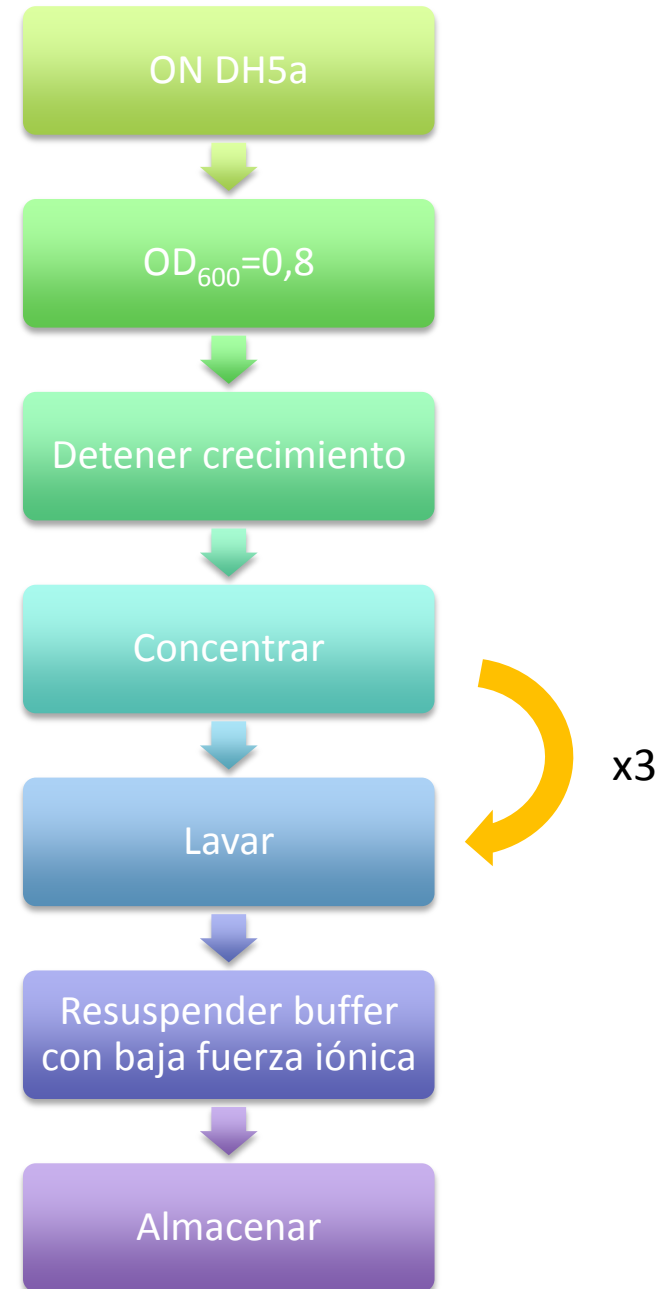 ON DH5a
OD₆₀₀=0,8
Detener crecimiento
Concentrar
x3
Lavar
Resuspender buffer
con baja fuerza iónica
Almacenar